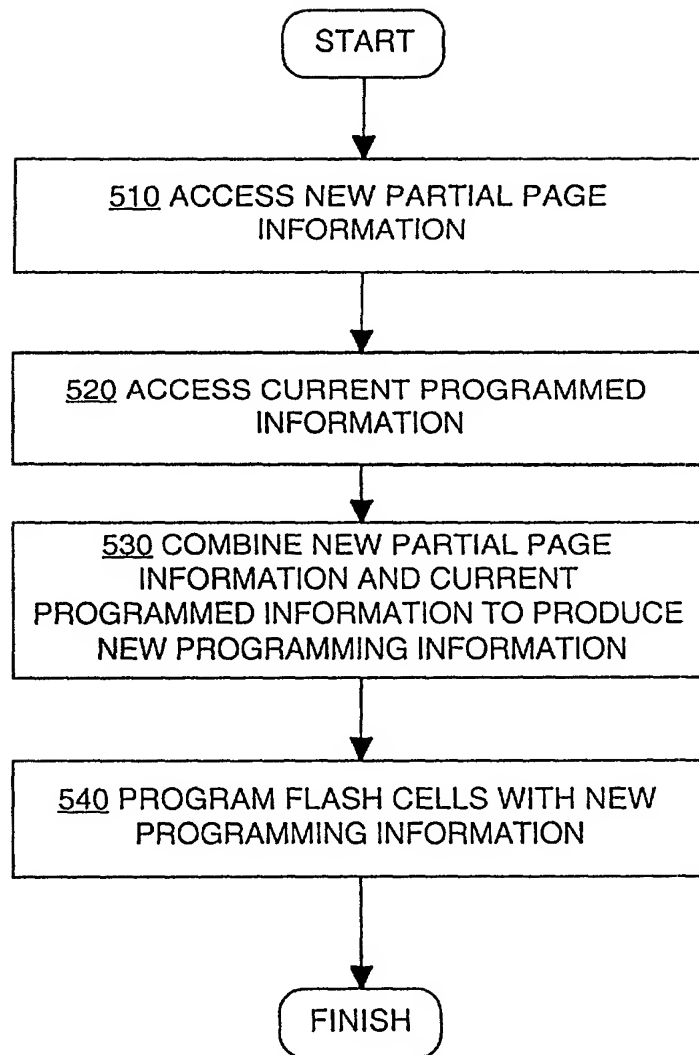 START
510 ACCESS NEW PARTIAL PAGE
INFORMATION
520 ACCESS CURRENT PROGRAMMED
INFORMATION
530 COMBINE NEW PARTIAL PAGE
INFORMATION AND CURRENT
PROGRAMMED INFORMATION TO PRODUCE
NEW PROGRAMMING INFORMATION
540 PROGRAM FLASH CELLS WITH NEW
PROGRAMMING INFORMATION
FINISH